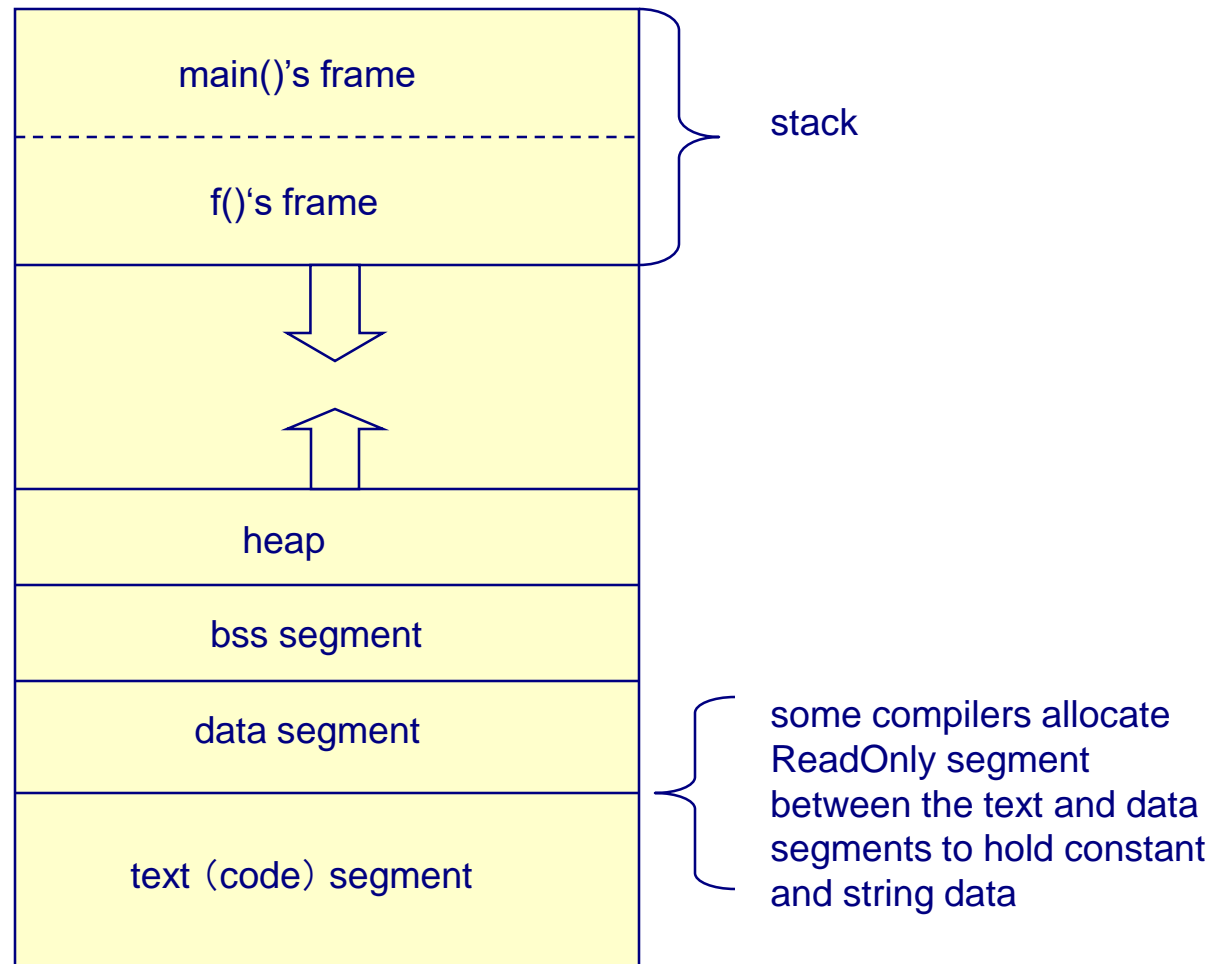 main()'s frame
stack
f()‘s frame
heap
bss segment
data segment
some compilers allocate
ReadOnly segment
between the text and data
segments to hold constant
and string data
text（code）segment